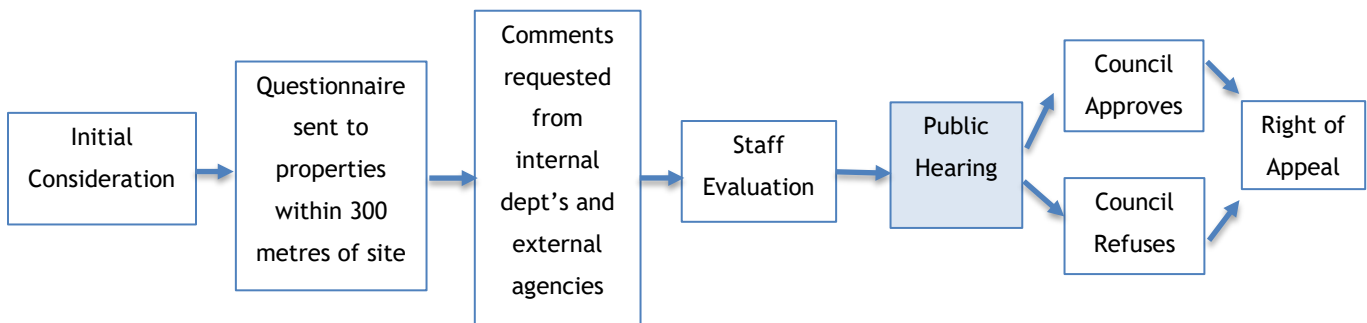 Initial
Consideration
Questionnaire
sent to
properties
within 300
metres of site
Comments
requested
from
internal
dept’s and
external
agencies
Staff
Evaluation
Public
Hearing
Council
Approves
Council
Refuses
Right of
Appeal